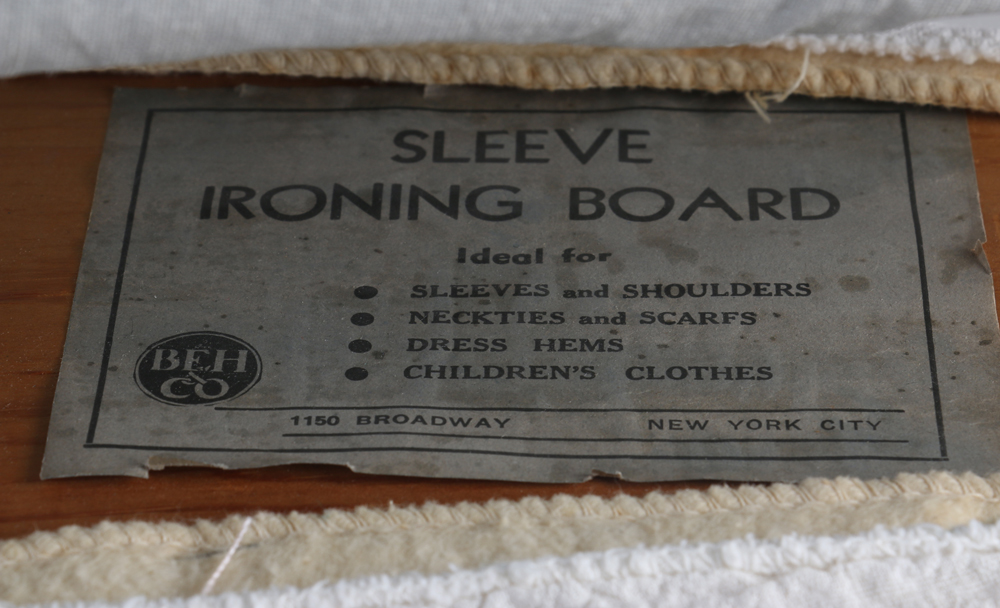 SLEEVE
IRONING BOARD
Ideal for
● SLEEVES and SHOULDERS
● NECKTIES and SCARFS
● DRESS HEMS
● CHILDREN'S CLOTHES
BFH
CO
1150 BROADWAY NEW YORK CITY